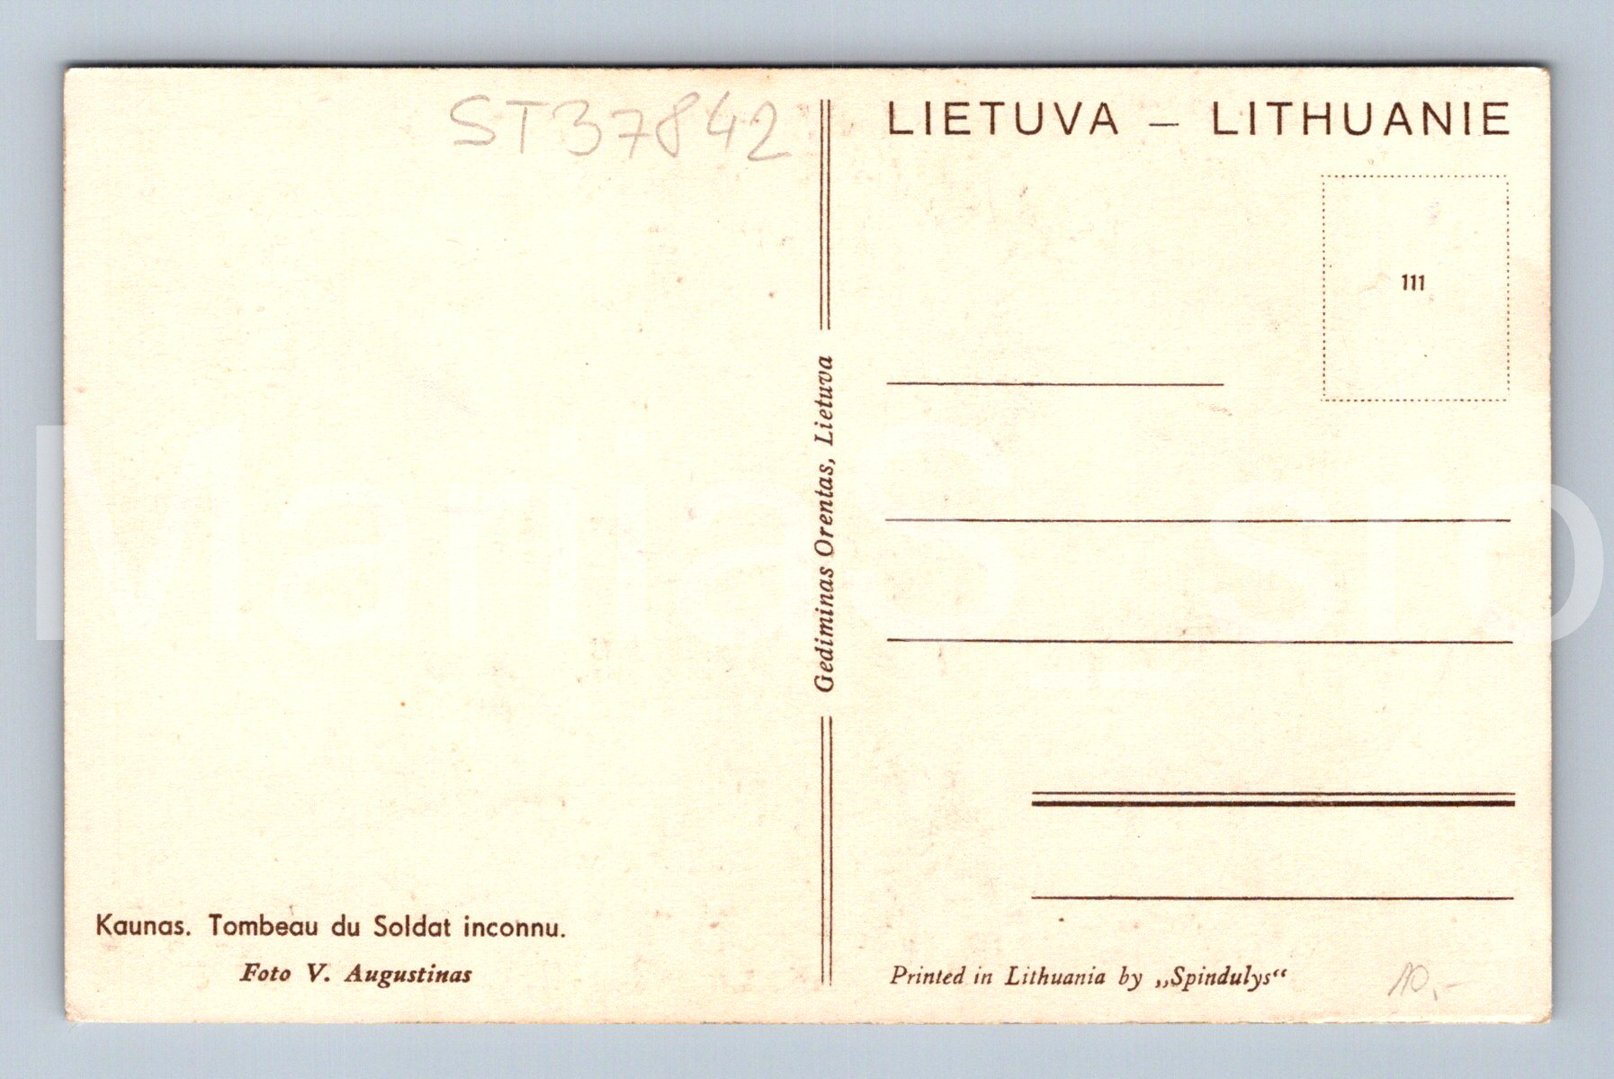 ST37842
LIETUVA – LITHUANIE
111
Gediminas Orentas, Lietuva
Kaunas. Tombeau du Soldat inconnu.
Foto V. Augustinas
Printed in Lithuania by „Spindulys“
10,-